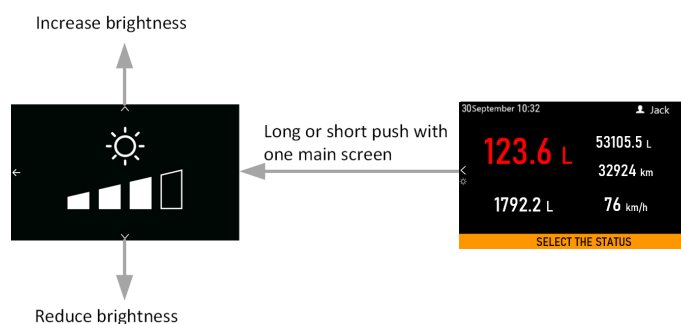 Increase brightness
Long or short push with
one main screen
Reduce brightness
30September 10:32
Jack
123.6 L
53105.5 L
32924 km
1792.2 L
76 km/h
SELECT THE STATUS